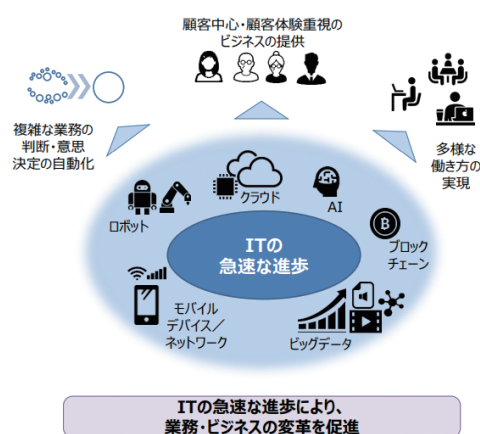 顧客中心・顧客体験重視の
ビジネスの提供
複雑な業務の
判断・意思
決定の自動化
多様な
働き方の
実現
クラウド
AI
ロボット
ITの
急速な進歩
ブロック
チェーン
モバイル
デバイス／
ネットワーク
ビッグデータ
ITの急速な進歩により、
業務・ビジネスの変革を促進